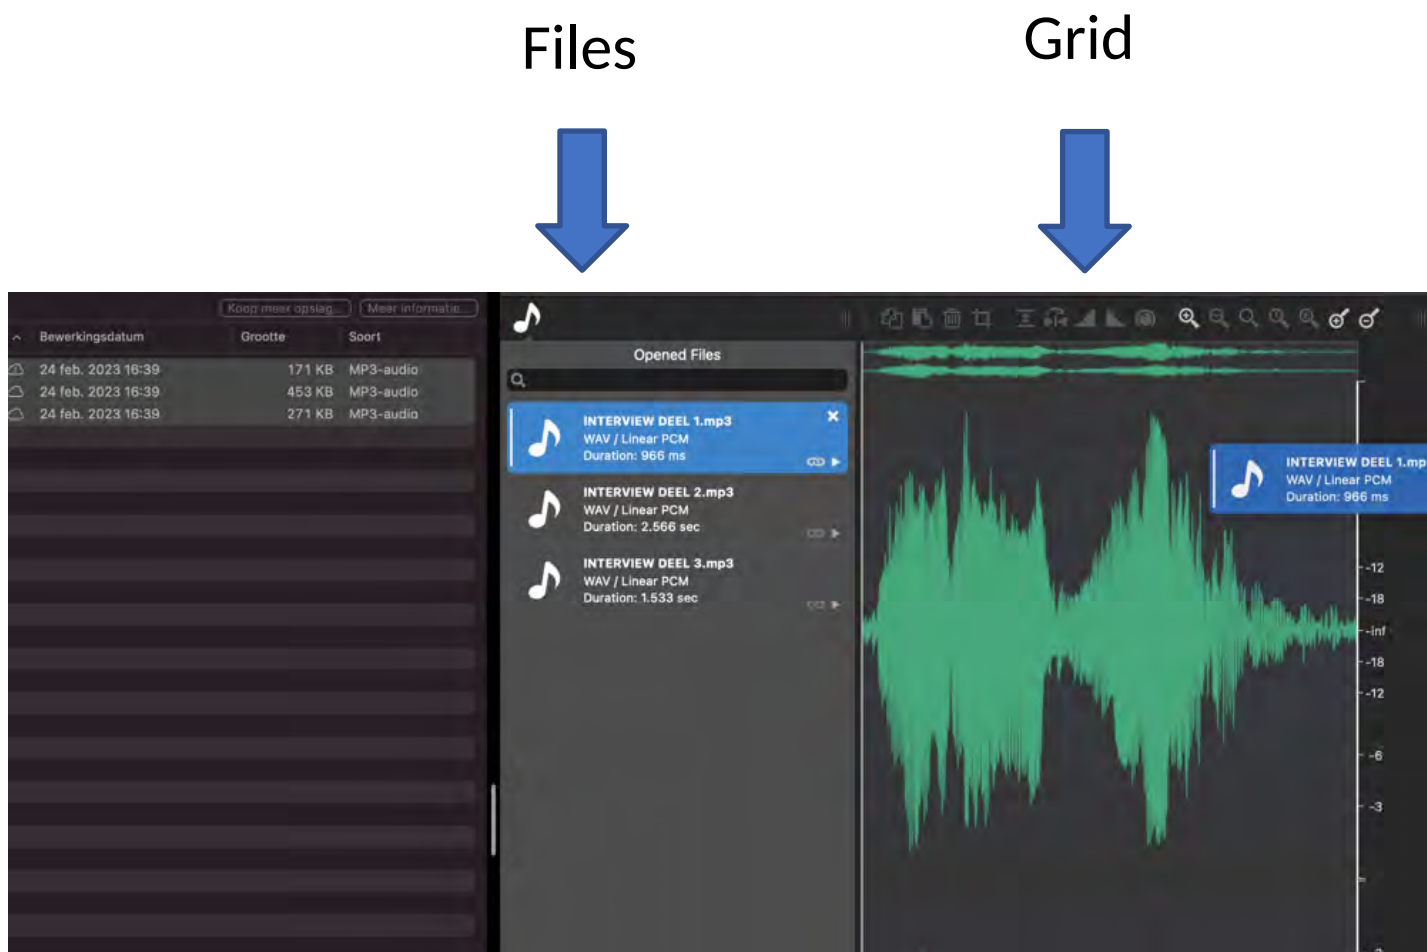 Files
Grid
Koop meer opslag... Meer informatie...
Bewerkingsdatum Grootte Soort
24 feb. 2023 16:39 171 KB MP3-audio
24 feb. 2023 16:39 453 KB MP3-audio
24 feb. 2023 16:39 271 KB MP3-audio
Opened Files
INTERVIEW DEEL 1.mp3
WAV / Linear PCM
Duration: 966 ms
INTERVIEW DEEL 2.mp3
WAV / Linear PCM
Duration: 2.566 sec
INTERVIEW DEEL 3.mp3
WAV / Linear PCM
Duration: 1.533 sec
INTERVIEW DEEL 1.mp
WAV / Linear PCM
Duration: 966 ms
-12
-18
-inf
-18
-12
-6
-3